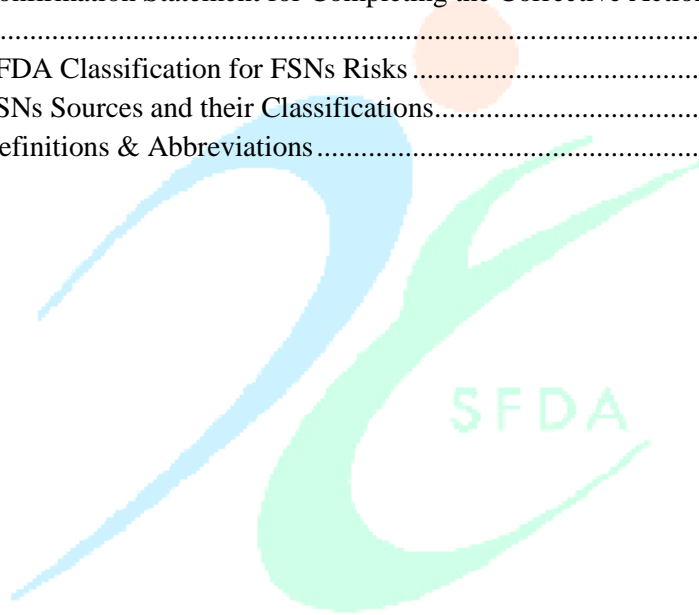 onfirmation Statement for Completing the Corrective Action
................................................................................................
FDA Classification for FSNs Risks .......................................
SNs Sources and their Classifications....................................
efinitions & Abbreviations ....................................................
SFDA